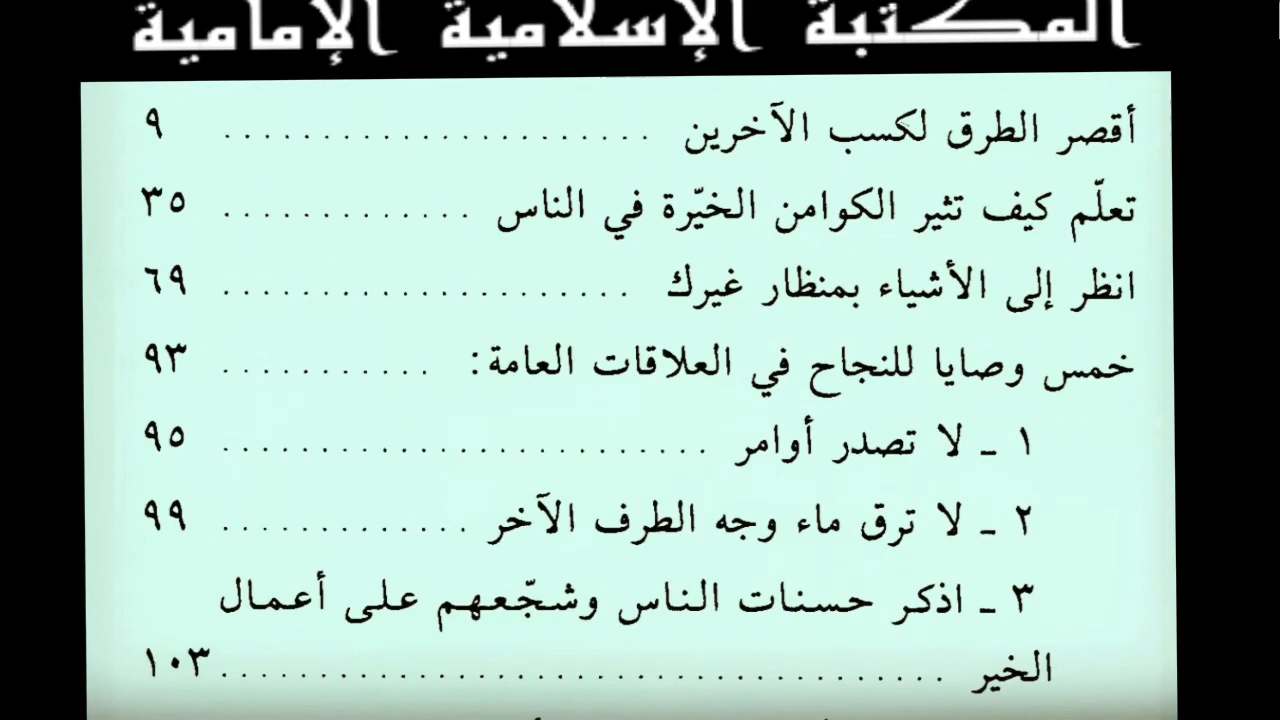 المكتبة الإسلامية الإمامية
أقصر الطرق لكسب الآخرين ........................ ٩
تعلّم كيف تثير الكوامن الخيّرة في الناس ............. ٣٥
انظر إلى الأشياء بمنظار غيرك ..................... ٦٩
خمس وصايا للنجاح في العلاقات العامة: ........... ٩٣
١ ـ لا تصدر أوامر ......................... ٩٥
٢ ـ لا ترق ماء وجه الطرف الآخر ............. ٩٩
٣ ـ اذكر حسنات الناس وشجّعهم على أعمال
الخير ..................................... ١٠٣